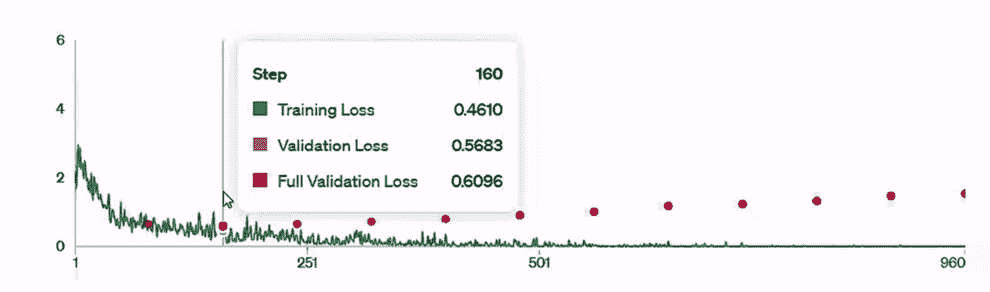 6
Step 160
Training Loss 0.4610
4
Validation Loss 0.5683
2
Full Validation Loss 0.6096
0
1 251 501 960